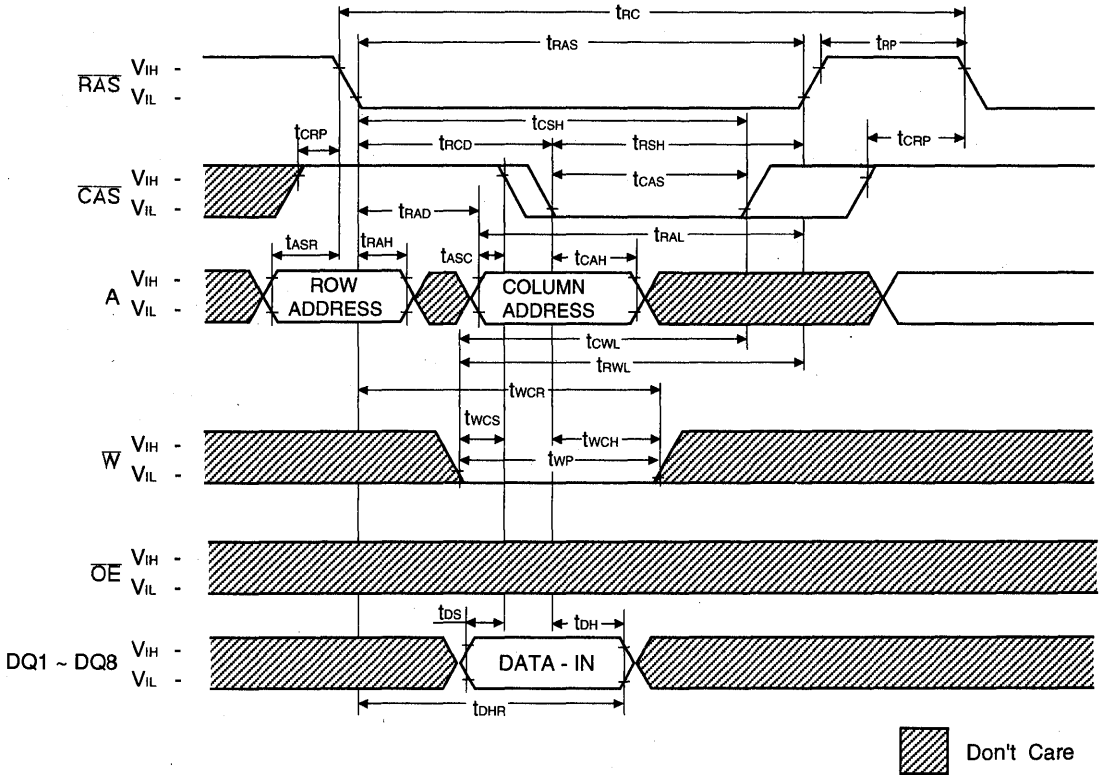 tRC
tRAS
tRP
RAS
VIH -
VIL -
tCSH
tCRP
tRCD
tRSH
tCRP
CAS
VIH -
VIL -
tCAS
tRAD
tRAL
tASR
tRAH
tASC
tCAH
A
VIH -
VIL -
ROW
ADDRESS
COLUMN
ADDRESS
tCWL
tRWL
tWCR
tWCS
tWCH
W
VIH -
VIL -
tWP
OE
VIH -
VIL -
tDS
tDH
DQ1 ~ DQ8
VIH -
VIL -
DATA - IN
tDHR
Don't Care